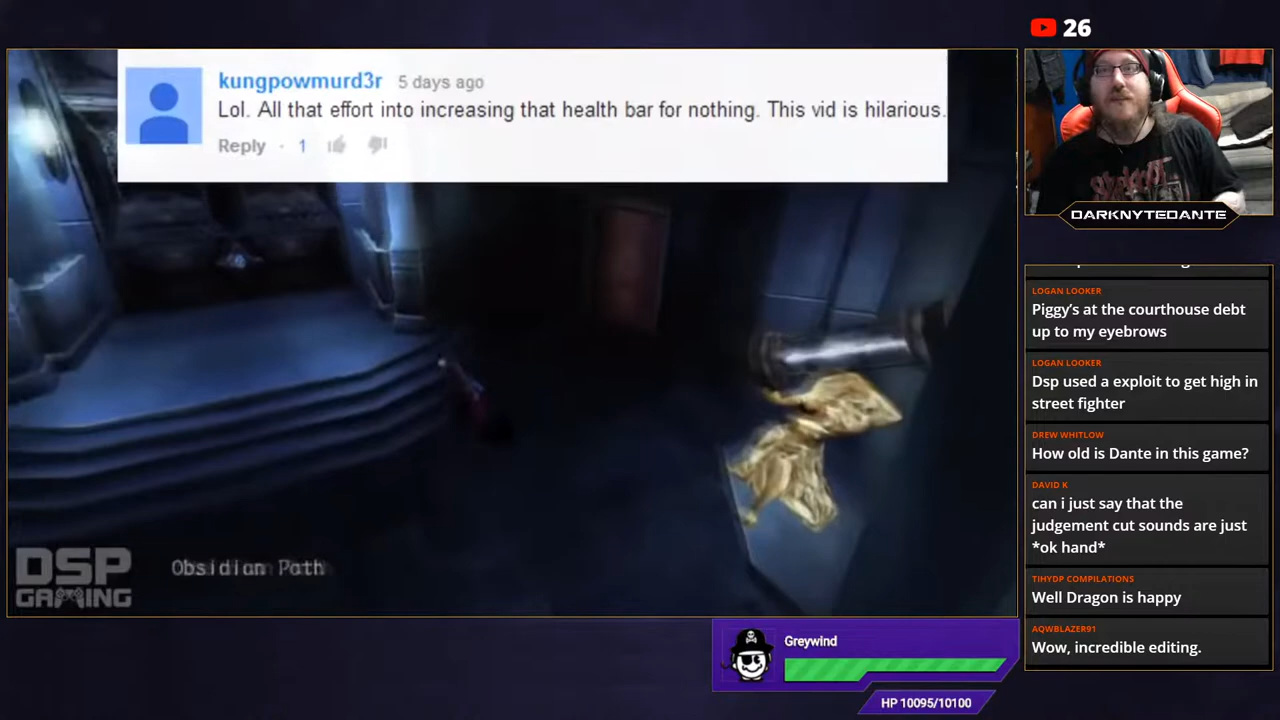 26
kungpowmurd3r 5 days ago
Lol. All that effort into increasing that health bar for nothing. This vid is hilarious.
Reply · 1
DARKNYTEDANTE
LOGAN LOOKER
Piggy's at the courthouse debt
up to my eyebrows
LOGAN LOOKER
Dsp used a exploit to get high in
street fighter
DREW WHITLOW
How old is Dante in this game?
DAVID K
can i just say that the
judgement cut sounds are just
*ok hand*
TIHYDP COMPILATIONS
Well Dragon is happy
AQWBLAZER91
Wow, incredible editing.
DSP
GAMING
Obsidian Path
Greywind
HP 10095/10100